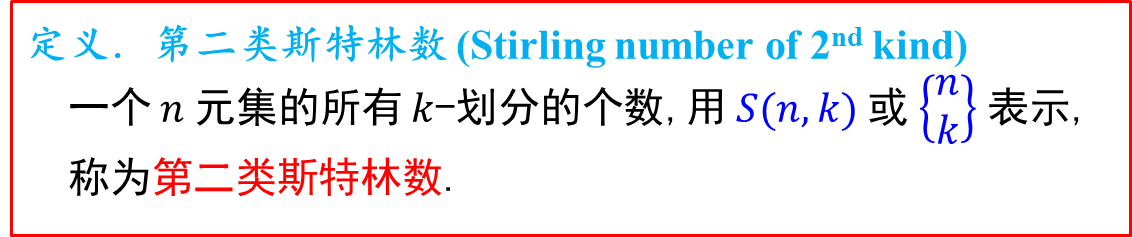 定义. 第二类斯特林数 (Stirling number of 2nd kind)
一个 n 元集的所有 k-划分的个数, 用 S(n, k) 或 {n k} 表示,
称为第二类斯特林数.